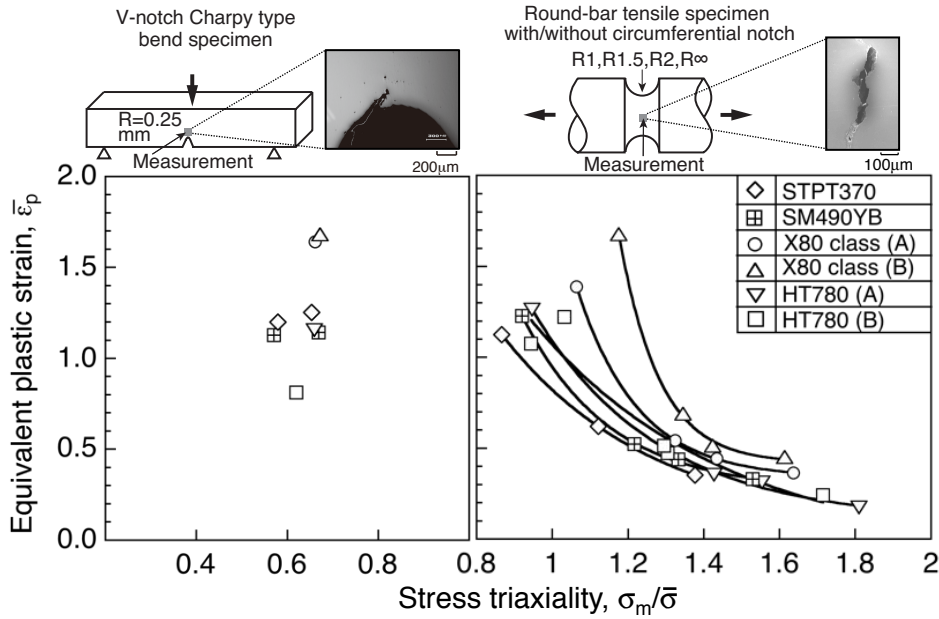 V-notch Charpy type
bend specimen
Round-bar tensile specimen
with/without circumferential notch
R1,R1.5,R2,R∞
R=0.25
mm
Measurement
200μm
Measurement
100μm
2.0
1.5
1.0
0.5
0.0
Equivalent plastic strain, ε̄p
STPT370
SM490YB
X80 class (A)
X80 class (B)
HT780 (A)
HT780 (B)
0.4 0.6 0.8 1 1.2 1.4 1.6 1.8 2
Stress triaxiality, σm/σ̄